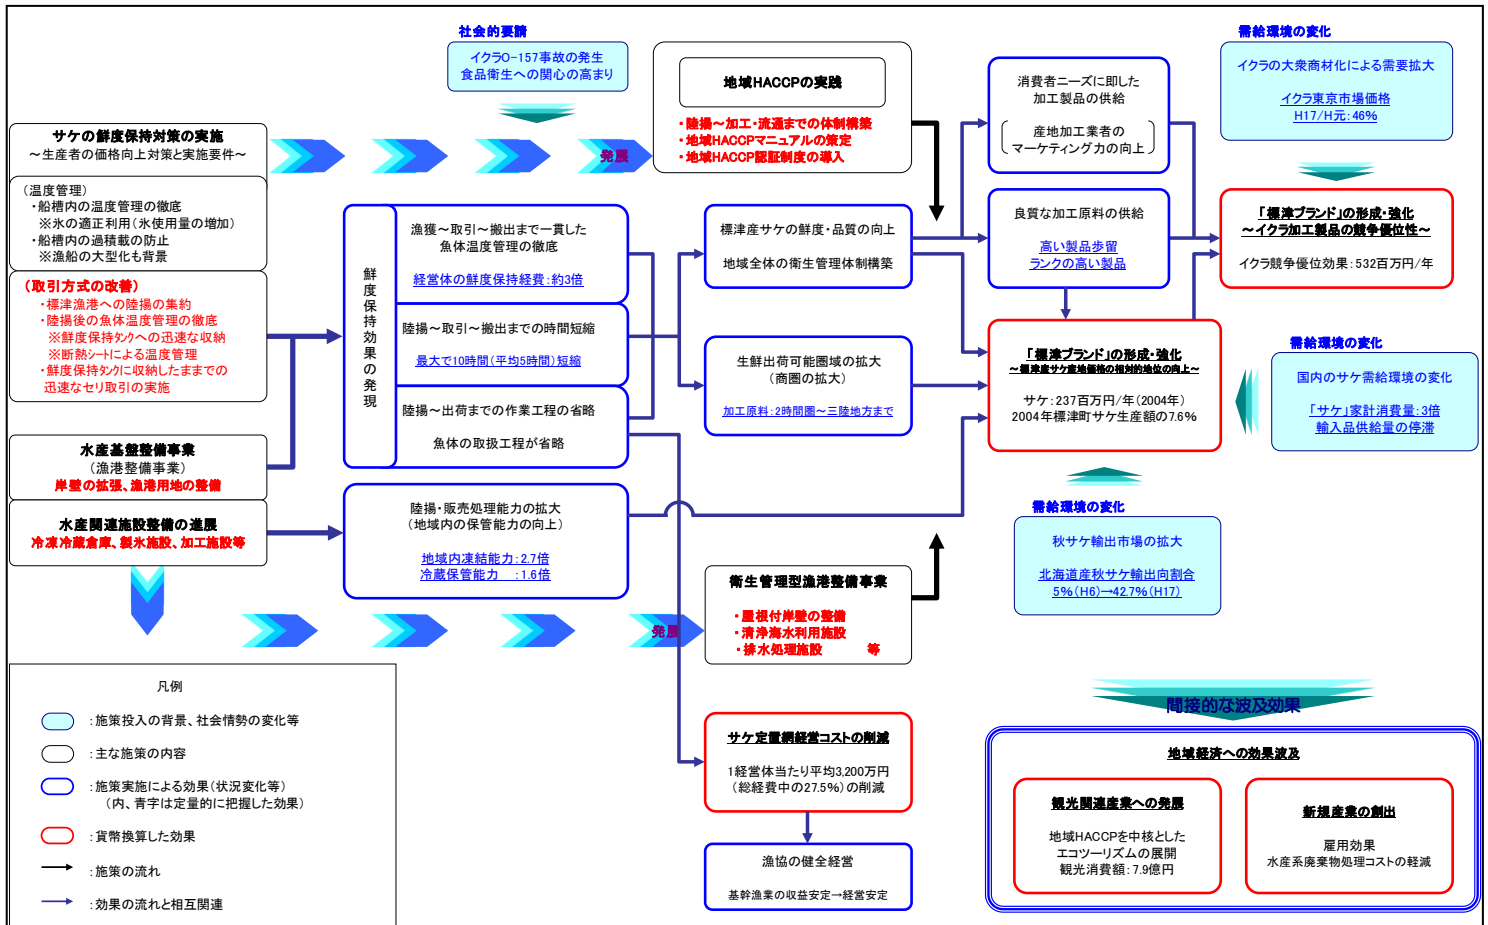 社会的要請
イクラO-157事故の発生
食品衛生への関心の高まり
サケの鮮度保持対策の実施
～生産者の価格向上対策と実施要件～
（温度管理）
・船槽内の温度管理の徹底
※氷の適正利用（氷使用量の増加）
・船槽内の過積載の防止
※漁船の大型化も背景
（取引方式の改善）
・標津漁港への陸揚の集約
・陸揚後の魚体温度管理の徹底
※鮮度保持タンクへの迅速な収納
※断熱シートによる温度管理
・鮮度保持タンクに収納したままでの
迅速なセリ取引の実施
水産基盤整備事業
（漁港整備事業）
岸壁の拡張、漁港用地の整備
水産関連施設整備の進展
冷凍冷蔵倉庫、製氷施設、加工施設等
発展
地域HACCPの実践
・陸揚～加工・流通までの体制構築
・地域HACCPマニュアルの策定
・地域HACCP認証制度の導入
鮮度保持効果の発現
漁獲～取引～搬出まで一貫した
魚体温度管理の徹底
経営体の鮮度保持経費：約3倍
陸揚～取引～搬出までの時間短縮
最大で10時間（平均5時間）短縮
陸揚～出荷までの作業工程の省略
魚体の取扱工程が省略
陸揚・販売処理能力の拡大
（地域内の保管能力の向上）
地域内凍結能力：2.7倍
冷蔵保管能力　：1.6倍
標津産サケの鮮度・品質の向上
地域全体の衛生管理体制構築
生鮮出荷可能圏域の拡大
（商圏の拡大）
加工原料：2時間圏～三陸地方まで
発展
衛生管理型漁港整備事業
・屋根付岸壁の整備
・清浄海水利用施設
・排水処理施設　　　等
消費者ニーズに即した
加工製品の供給
産地加工業者の
マーケティング力の向上
良質な加工原料の供給
高い製品歩留
ランクの高い製品
「標津ブランド」の形成・強化
～標津産サケ産地価格の相対的地位の向上～
サケ：237百万円/年（2004年）
2004年標津町サケ生産額の7.6%
需給環境の変化
イクラの大衆商材化による需要拡大
イクラ東京市場価格
H17/H元：46%
「標津ブランド」の形成・強化
～イクラ加工製品の競争優位性～
イクラ競争優位効果：532百万円/年
需給環境の変化
国内のサケ需給環境の変化
「サケ」家計消費量：3倍
輸入品供給量の停滞
需給環境の変化
秋サケ輸出市場の拡大
北海道産秋サケ輸出向割合
5%（H6）→42.7%（H17）
サケ定置網経営コストの削減
1経営体当たり平均3,200万円
（総経費中の27.5%）の削減
漁協の健全経営
基幹漁業の収益安定→経営安定
間接的な波及効果
地域経済への効果波及
観光関連産業への発展
地域HACCPを中核とした
エコツーリズムの展開
観光消費額：7.9億円
新規産業の創出
雇用効果
水産系廃棄物処理コストの軽減
凡例
：施策投入の背景、社会情勢の変化等
：主な施策の内容
：施策実施による効果（状況変化等）
（内、青字は定量的に把握した効果）
：貨幣換算した効果
：施策の流れ
：効果の流れと相互関連